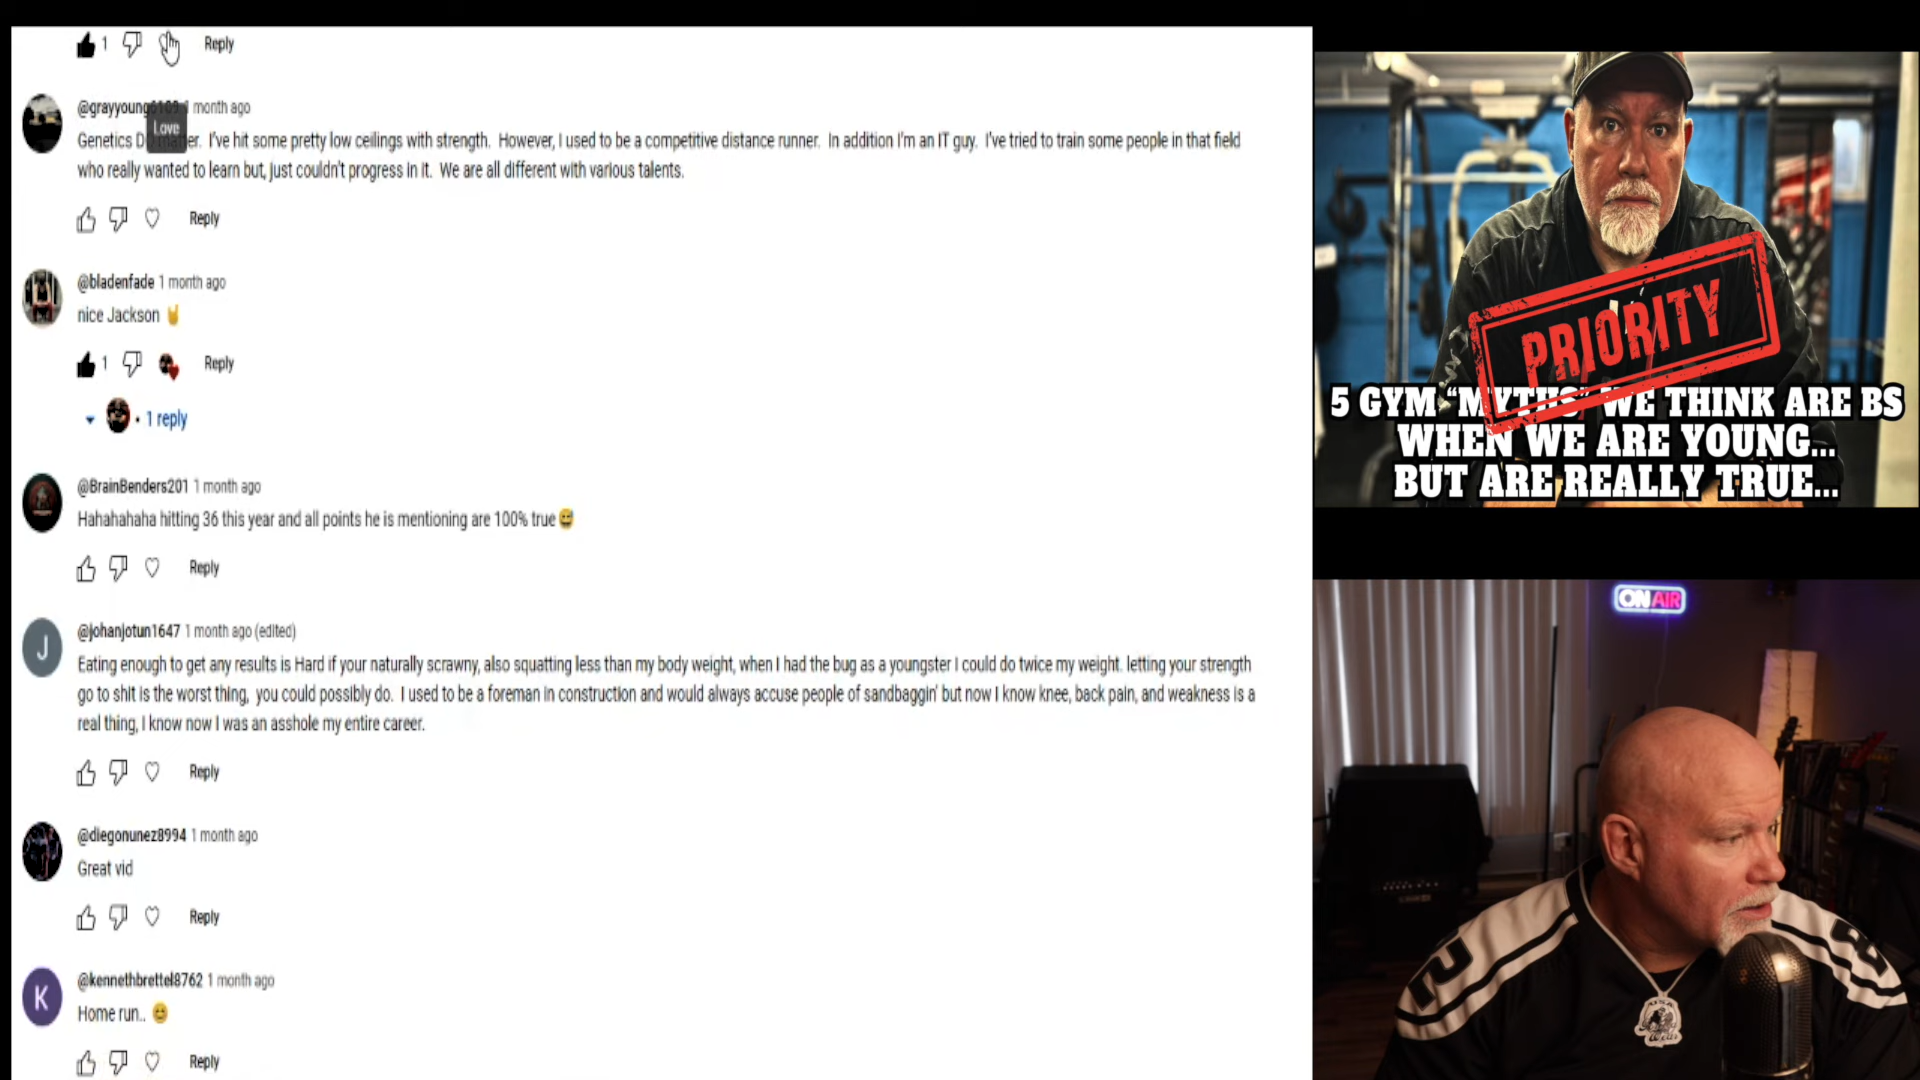 1 Reply
@grayyoung6109 1 month ago
Love
Genetics Do matter. I've hit some pretty low ceilings with strength. However, I used to be a competitive distance runner. In addition I'm an IT guy. I've tried to train some people in that field
who really wanted to learn but, just couldn't progress in it. We are all different with various talents.
Reply
@bladenfade 1 month ago
nice Jackson 🤘
1 Reply
1 reply
@BrainBenders201 1 month ago
Hahahahaha hitting 36 this year and all points he is mentioning are 100% true 😅
Reply
J
@johanjotun1647 1 month ago (edited)
Eating enough to get any results is Hard if your naturally scrawny, also squatting less than my body weight, when I had the bug as a youngster I could do twice my weight. letting your strength
go to shit is the worst thing, you could possibly do. I used to be a foreman in construction and would always accuse people of sandbaggin' but now I know knee, back pain, and weakness is a
real thing, I know now I was an asshole my entire career.
Reply
@diegonunez8994 1 month ago
Great vid
Reply
K
@kennethbrettel8762 1 month ago
Home run.. 😊
Reply
PRIORITY
5 GYM “MYTHS” WE THINK ARE BS
WHEN WE ARE YOUNG...
BUT ARE REALLY TRUE...
ON AIR
2
8